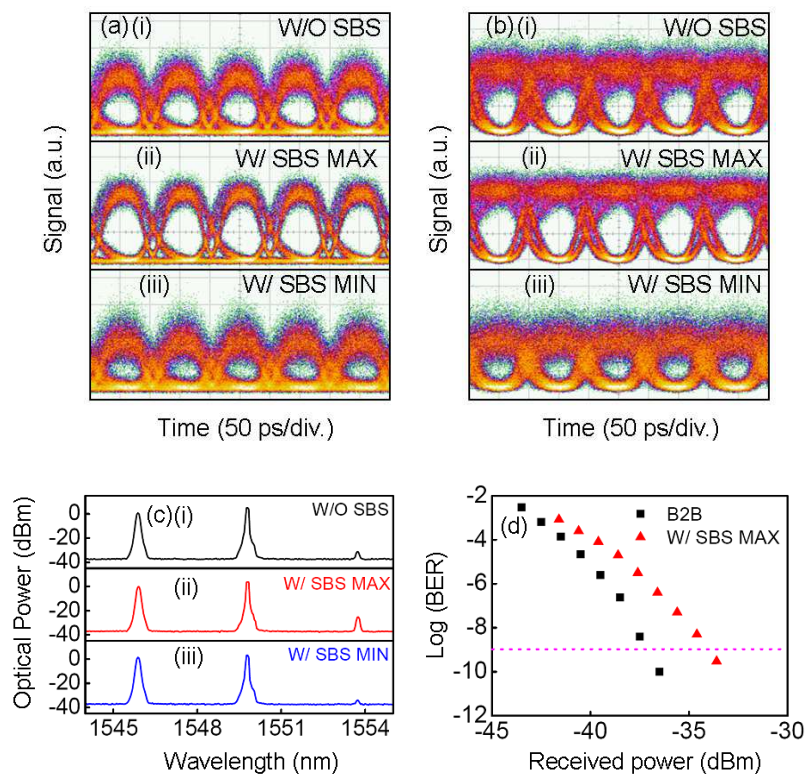 (a)(i) W/O SBS
(ii) W/ SBS MAX
(iii) W/ SBS MIN
Signal (a.u.)
Time (50 ps/div.)
(b)(i) W/O SBS
(ii) W/ SBS MAX
(iii) W/ SBS MIN
Signal (a.u.)
Time (50 ps/div.)
(c)(i) W/O SBS
(ii) W/ SBS MAX
(iii) W/ SBS MIN
0
-20
-40
0
-20
-40
0
-20
-40
Optical Power (dBm)
1545 1548 1551 1554
Wavelength (nm)
(d)
B2B
W/ SBS MAX
-2
-4
-6
-8
-10
-12
Log (BER)
-45 -40 -35 -30
Received power (dBm)